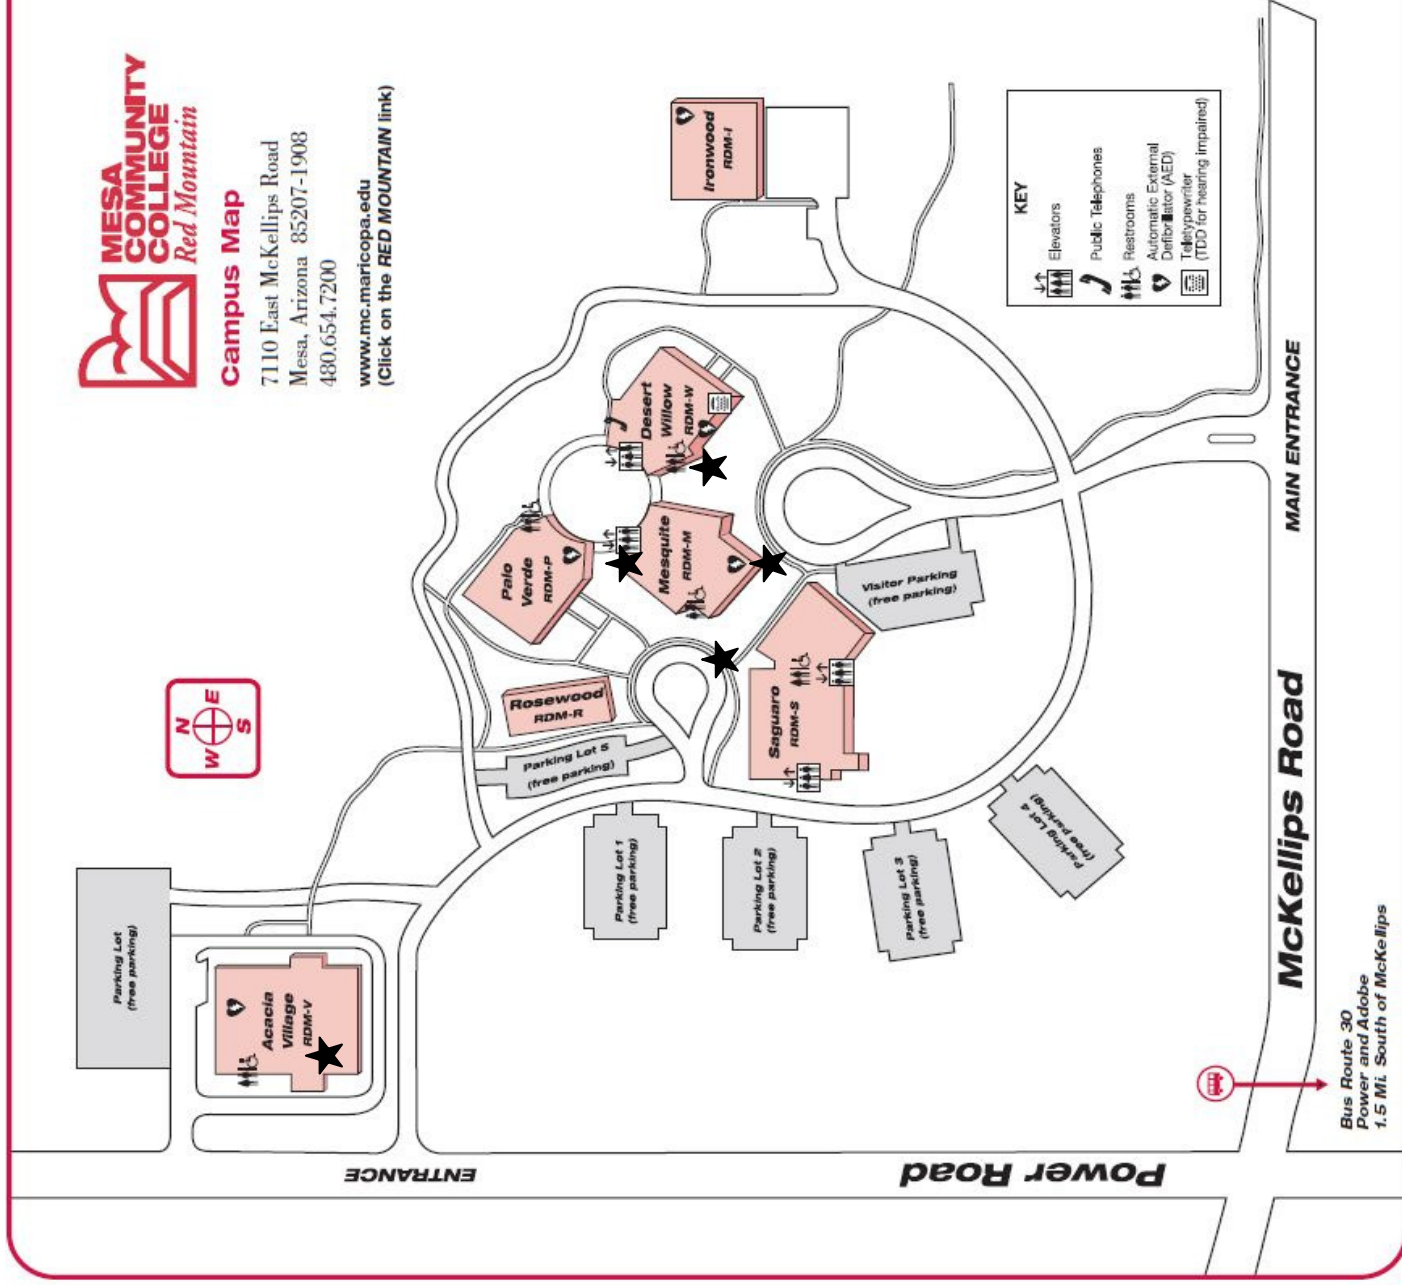 MESA
COMMUNITY
COLLEGE
Red Mountain
Campus Map
7110 East McKellips Road
Mesa, Arizona 85207-1908
480.654.7200
www.mc.maricopa.edu
(Click on the RED MOUNTAIN link)
N
W E
S
Ironwood
RDM-I
KEY
Elevators
Public Telephones
Restrooms
Automatic External
Defibrillator (AED)
Teletypewriter
(TDD for hearing impaired)
Desert
Willow
RDM-W
Palo
Verde
RDM-P
Mesquite
RDM-M
Visitor Parking
(free parking)
Rosewood
RDM-R
Saguaro
RDM-S
Parking Lot 5
(free parking)
Parking Lot 1
(free parking)
Parking Lot 2
(free parking)
Parking Lot 3
(free parking)
Parking Lot 4
(free parking)
Parking Lot
(free parking)
Acacia
Village
RDM-V
MAIN ENTRANCE
McKellips Road
Bus Route 30
Power and Adobe
1.5 Mi. South of McKellips
ENTRANCE
Power Road